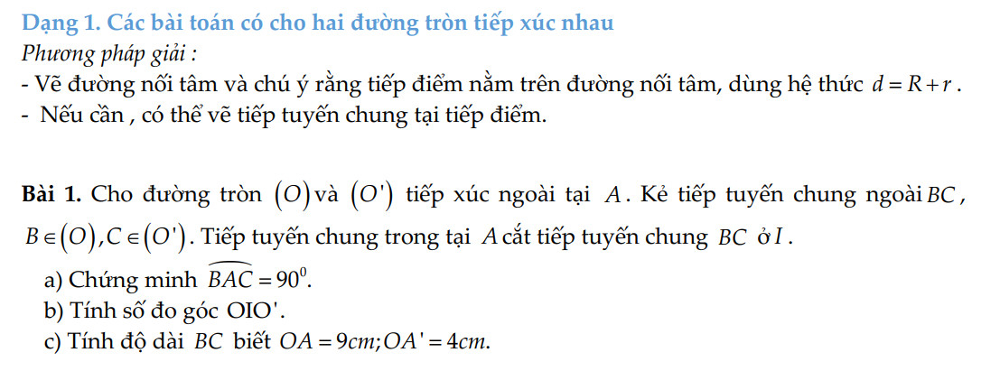 Dạng 1. Các bài toán có cho hai đường tròn tiếp xúc nhau
Phương pháp giải :
- Vẽ đường nối tâm và chú ý rằng tiếp điểm nằm trên đường nối tâm, dùng hệ thức d = R + r .
- Nếu cần , có thể vẽ tiếp tuyến chung tại tiếp điểm.
Bài 1. Cho đường tròn (O) và (O') tiếp xúc ngoài tại A. Kẻ tiếp tuyến chung ngoài BC ,
B ∈ (O), C ∈ (O'). Tiếp tuyến chung trong tại A cắt tiếp tuyến chung BC ở I .
a) Chứng minh \widehat{BAC} = 90⁰.
b) Tính số đo góc OIO'.
c) Tính độ dài BC biết OA = 9cm; OA' = 4cm.